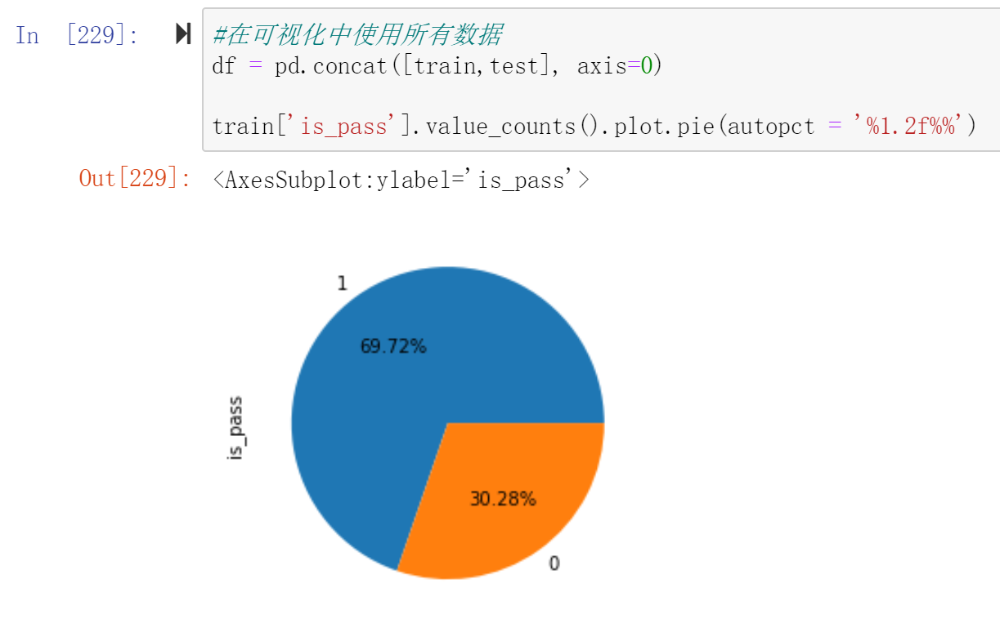 In [229]:
#在可视化中使用所有数据
df = pd.concat([train,test], axis=0)
train['is_pass'].value_counts().plot.pie(autopct = '%1.2f%%')
Out[229]: <AxesSubplot:ylabel='is_pass'>
1
69.72%
is_pass
30.28%
0